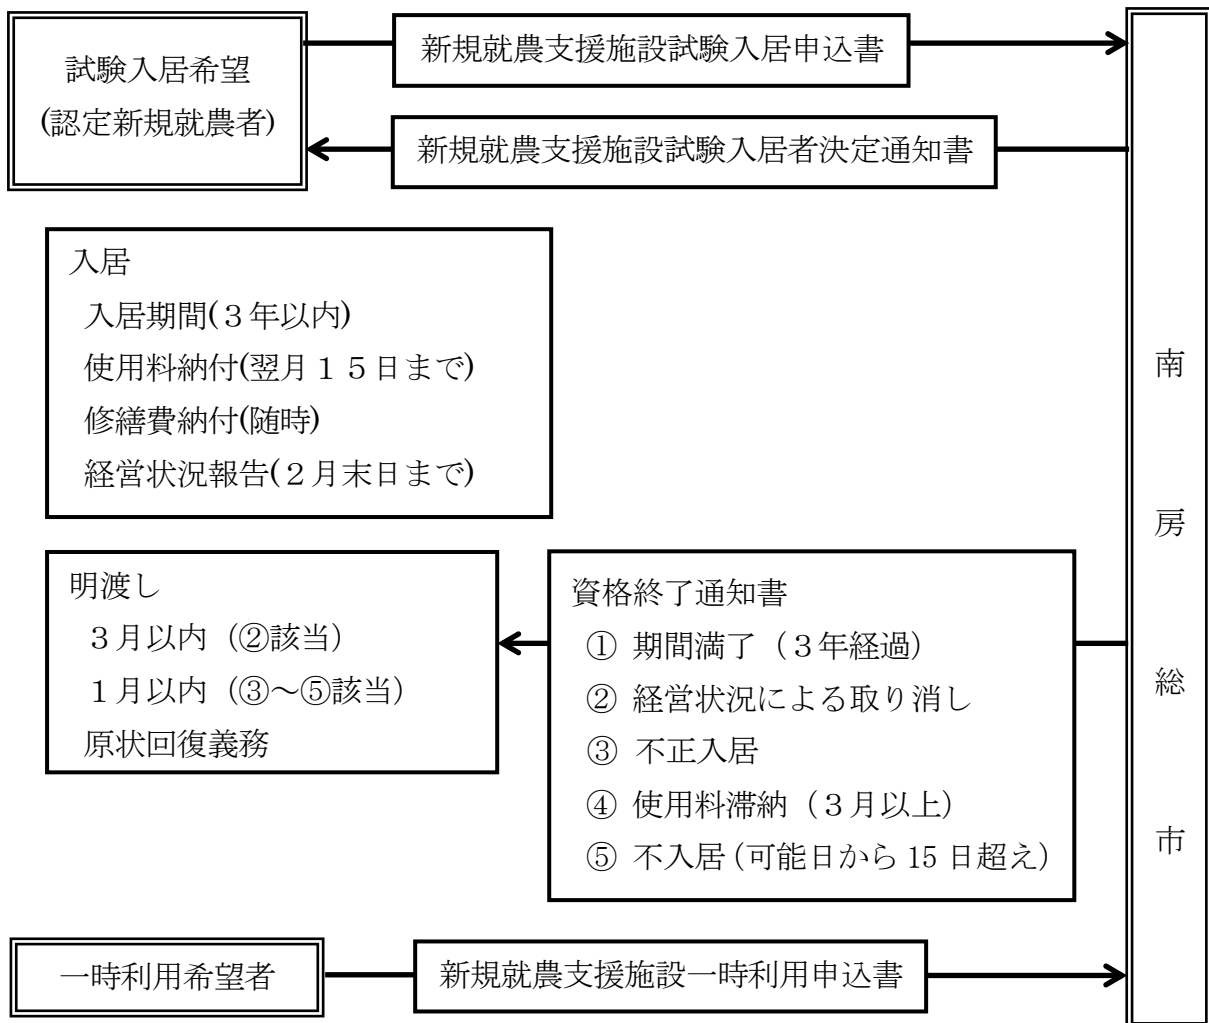 試験入居希望
(認定新規就農者)
新規就農支援施設試験入居申込書
新規就農支援施設試験入居者決定通知書
入居
入居期間(３年以内)
使用料納付(翌月１５日まで)
修繕費納付(随時)
経営状況報告(２月末日まで)
明渡し
３月以内（②該当）
１月以内（③～⑤該当）
原状回復義務
資格終了通知書
① 期間満了（３年経過）
② 経営状況による取り消し
③ 不正入居
④ 使用料滞納（３月以上）
⑤ 不入居（可能日から 15 日超え）
一時利用希望者
新規就農支援施設一時利用申込書
南房総市